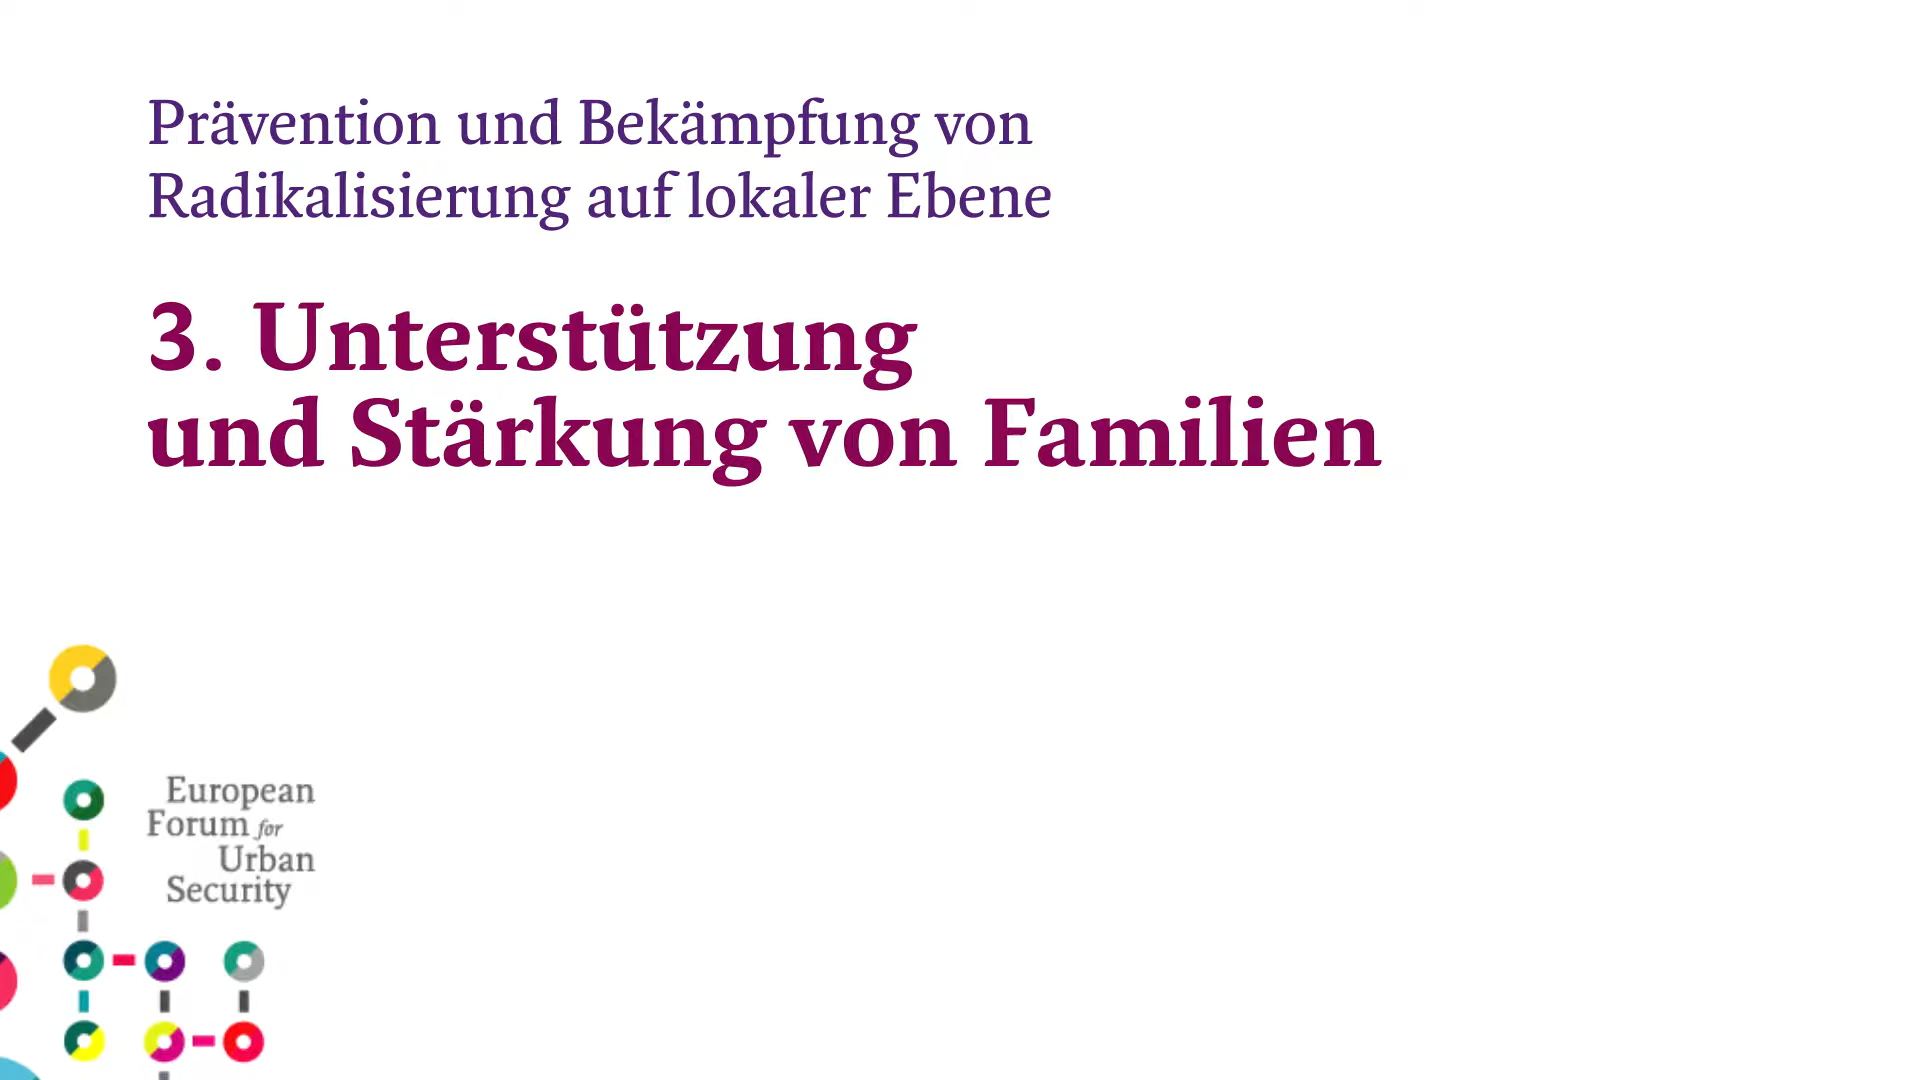 Prävention und Bekämpfung von
Radikalisierung auf lokaler Ebene
3. Unterstützung
und Stärkung von Familien
European
Forum for
Urban
Security